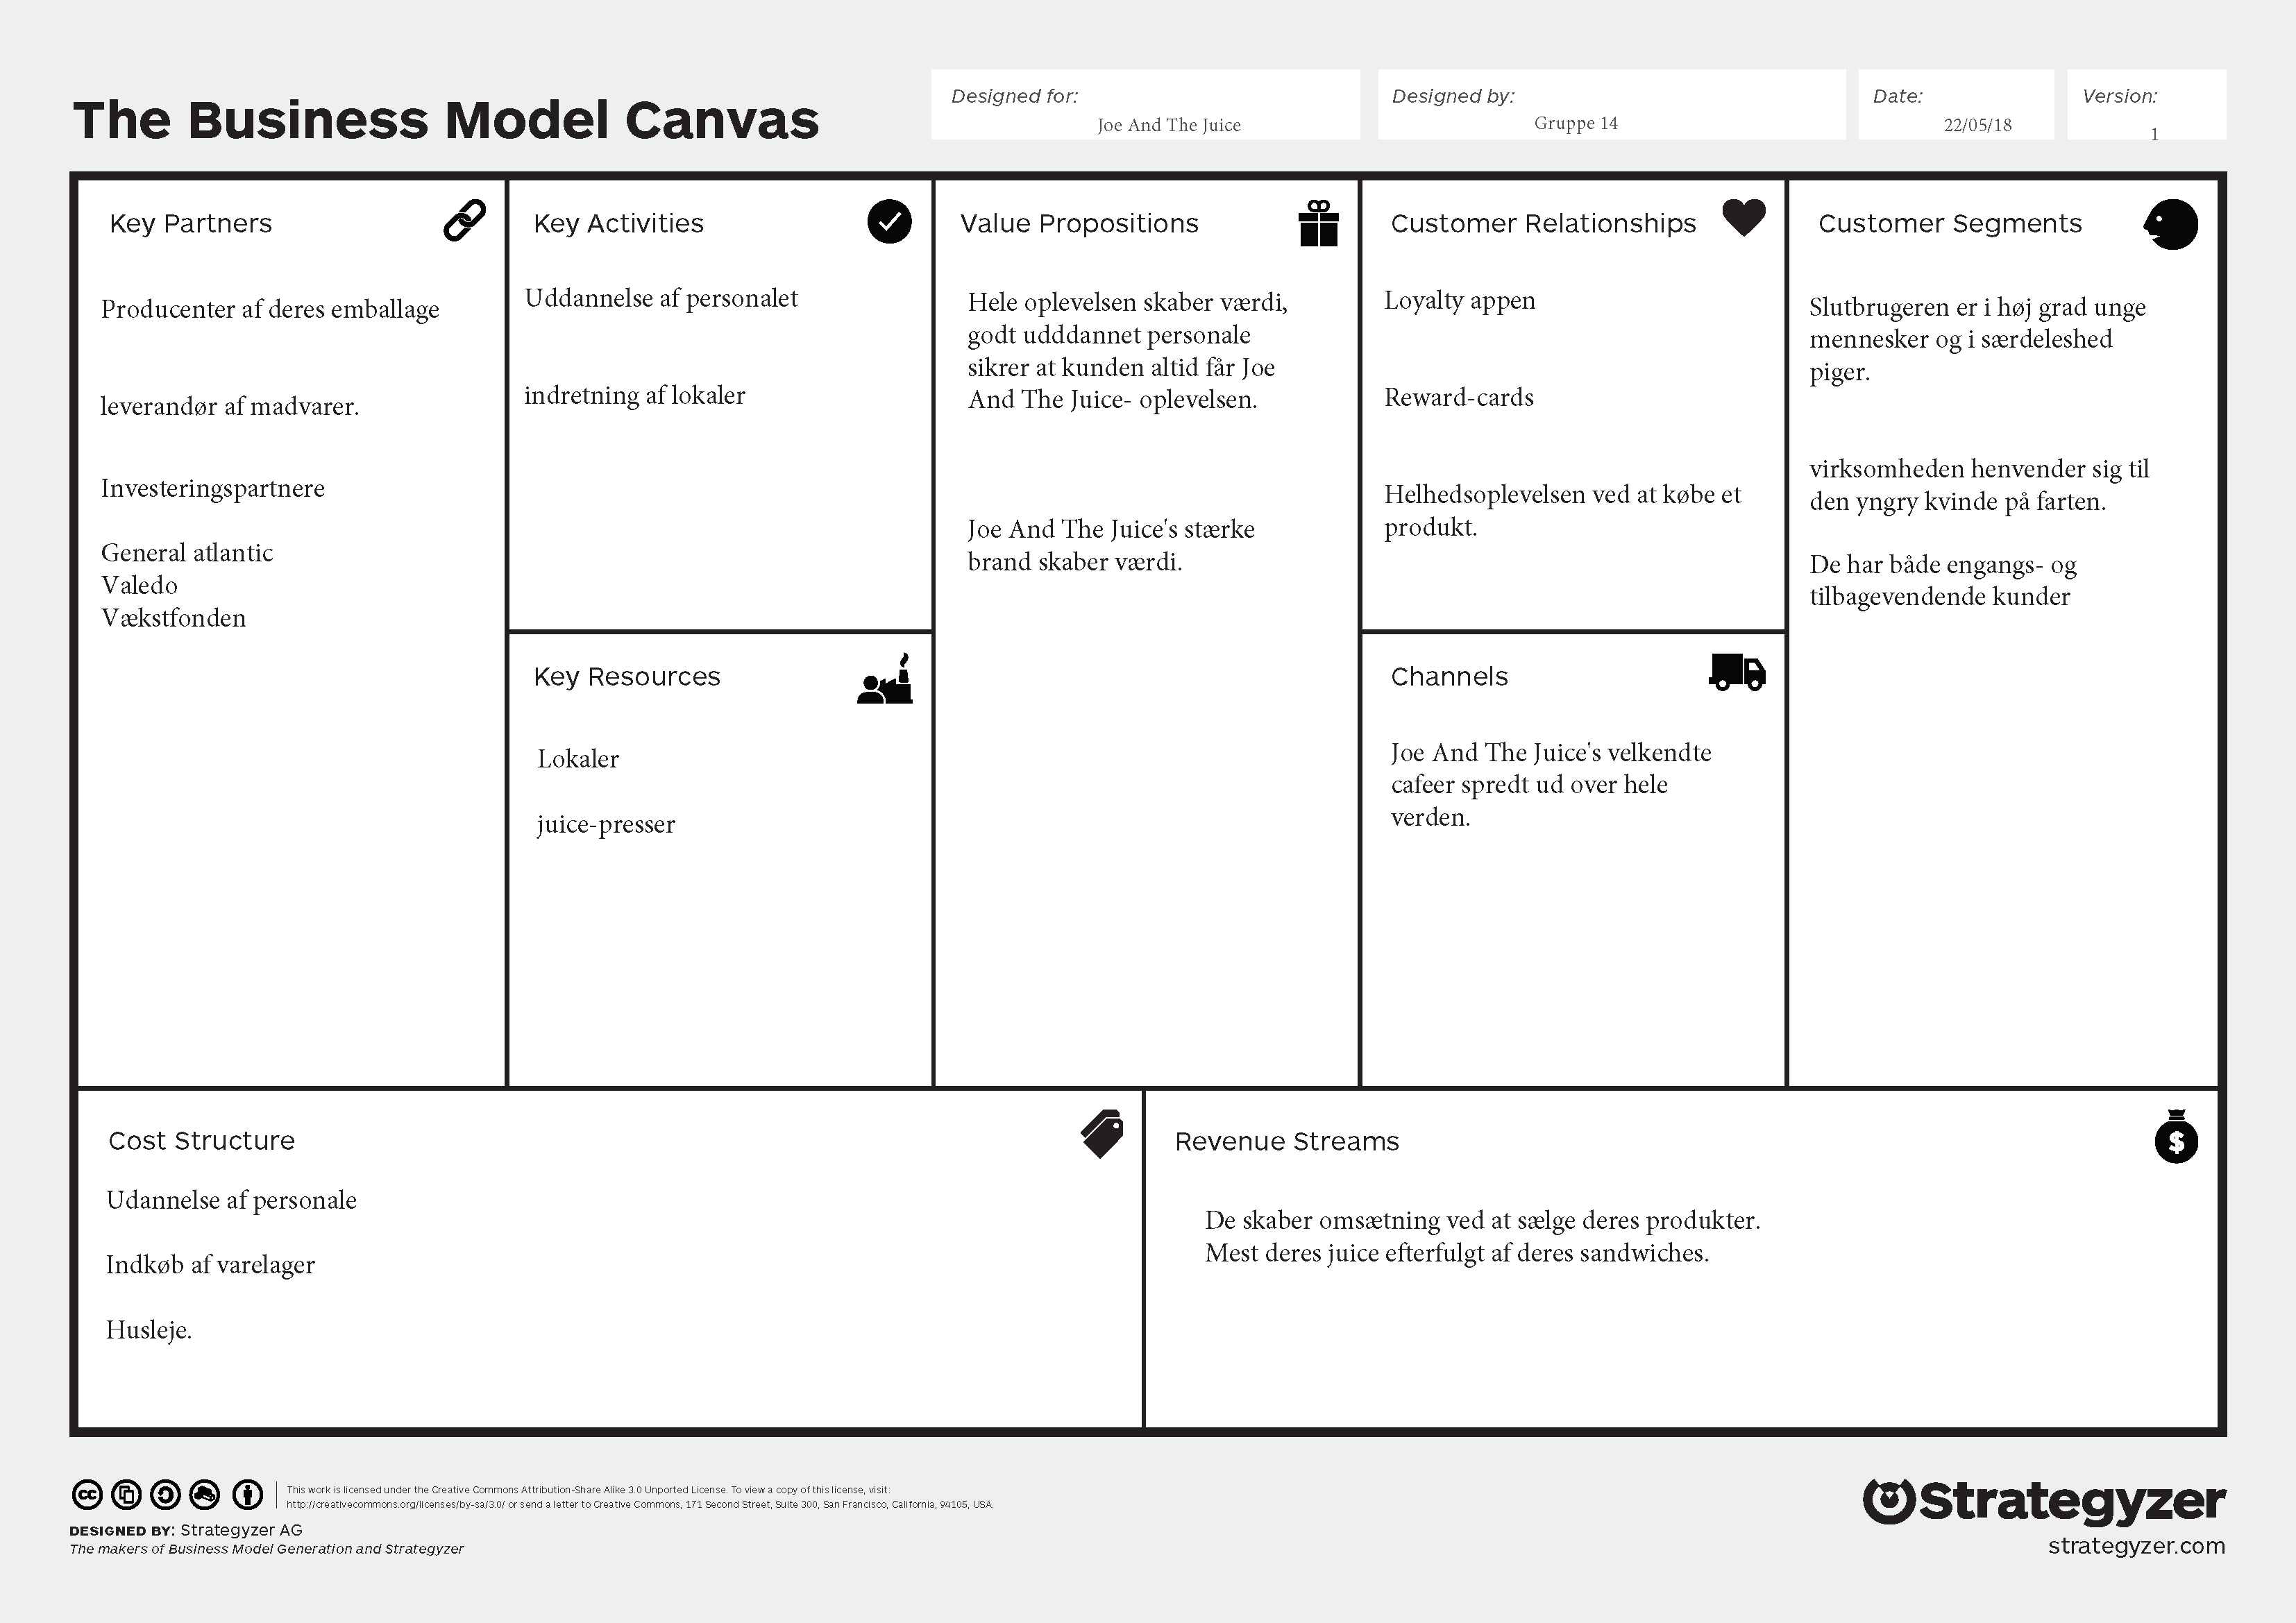 The Business Model Canvas
Designed for:
Joe And The Juice
Designed by:
Gruppe 14
Date:
22/05/18
Version:
1
Key Partners
Producenter af deres emballage
leverandør af madvarer.
Investeringspartnere
General atlantic
Valedo
Vækstfonden
Key Activities
Uddannelse af personalet
indretning af lokaler
Key Resources
Lokaler
juice-presser
Value Propositions
Hele oplevelsen skaber værdi,
godt udddannet personale
sikrer at kunden altid får Joe
And The Juice- oplevelsen.
Joe And The Juice's stærke
brand skaber værdi.
Customer Relationships
Loyalty appen
Reward-cards
Helhedsoplevelsen ved at købe et
produkt.
Channels
Joe And The Juice's velkendte
cafeer spredt ud over hele
verden.
Customer Segments
Slutbrugeren er i høj grad unge
mennesker og i særdeleshed
piger.
virksomheden henvender sig til
den yngry kvinde på farten.
De har både engangs- og
tilbagevendende kunder
Cost Structure
Udannelse af personale
Indkøb af varelager
Husleje.
Revenue Streams
$
De skaber omsætning ved at sælge deres produkter.
Mest deres juice efterfulgt af deres sandwiches.
cc
This work is licensed under the Creative Commons Attribution-Share Alike 3.0 Unported License. To view a copy of this license, visit:
http://creativecommons.org/licenses/by-sa/3.0/ or send a letter to Creative Commons, 171 Second Street, Suite 300, San Francisco, California, 94105, USA.
DESIGNED BY: Strategyzer AG
The makers of Business Model Generation and Strategyzer
Strategyzer
strategyzer.com